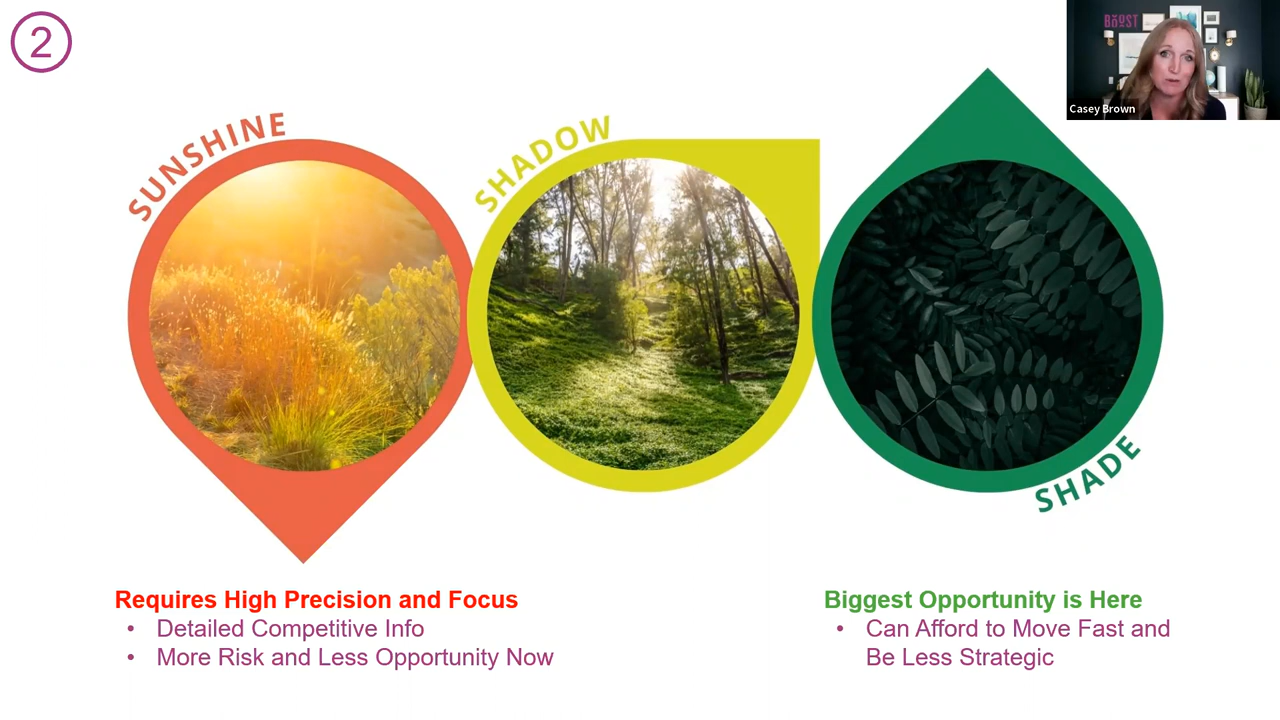 2
BOOST
Casey Brown
SUNSHINE
SHADOW
SHADE
Requires High Precision and Focus
• Detailed Competitive Info
• More Risk and Less Opportunity Now
Biggest Opportunity is Here
• Can Afford to Move Fast and
Be Less Strategic